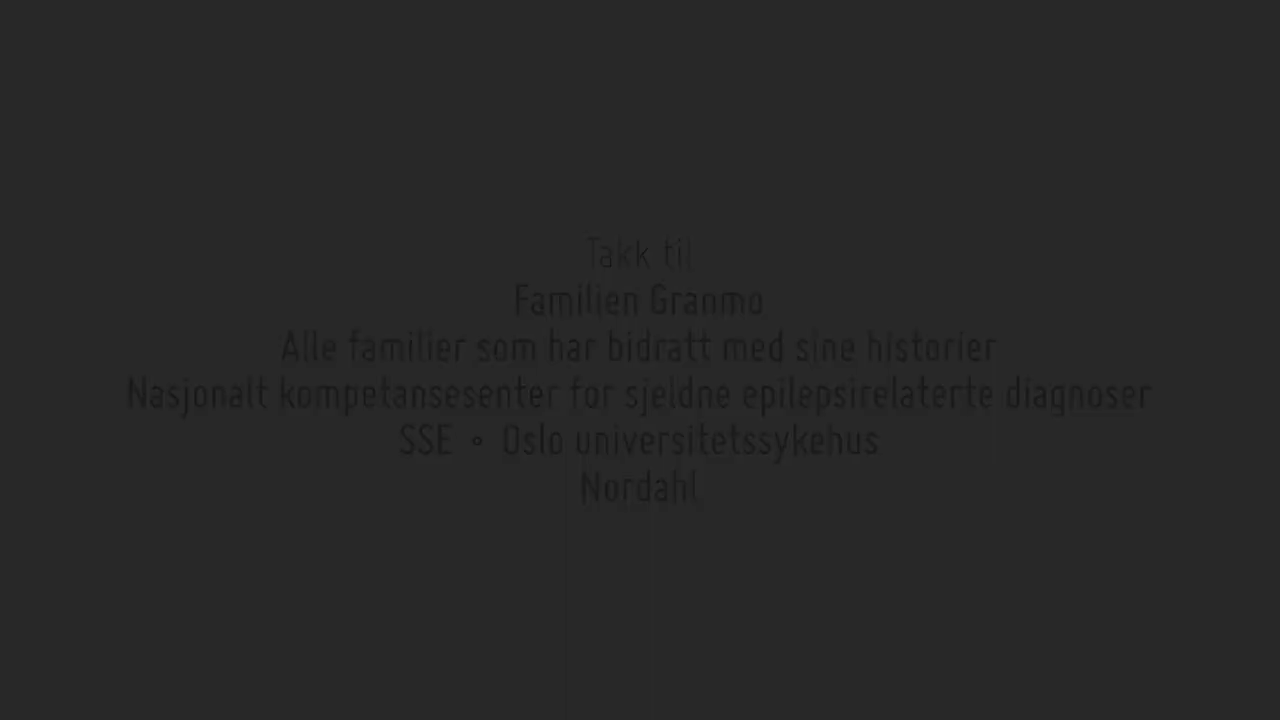 Takk til
Familien Granmo
Alle familier som har bidratt med sine historier
Nasjonalt kompetansesenter for sjeldne epilepsirelaterte diagnoser
SSE • Oslo universitetssykehus
Nordahl